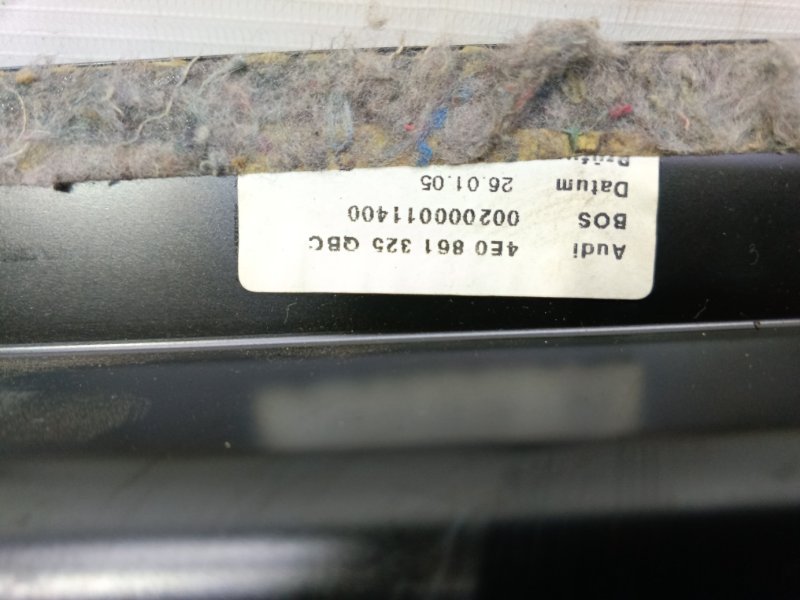 Audi 4E0 861 325 QBC
BOS 002000011400
Datum 26.01.05